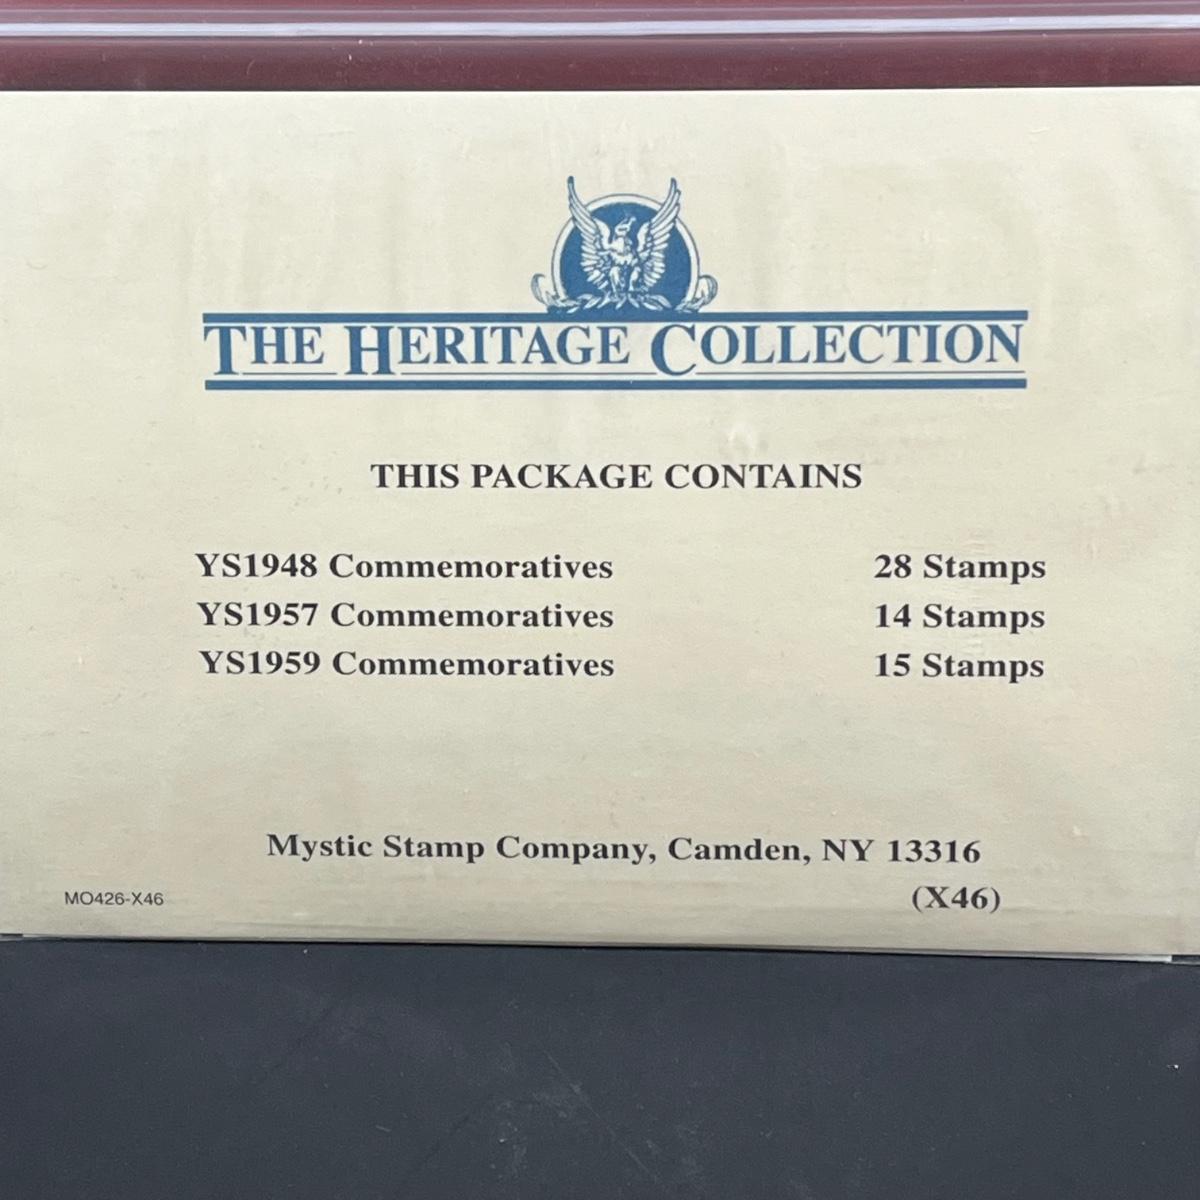 THE HERITAGE COLLECTION
THIS PACKAGE CONTAINS
YS1948 Commemoratives 28 Stamps
YS1957 Commemoratives 14 Stamps
YS1959 Commemoratives 15 Stamps
Mystic Stamp Company, Camden, NY 13316
MO426-X46 (X46)